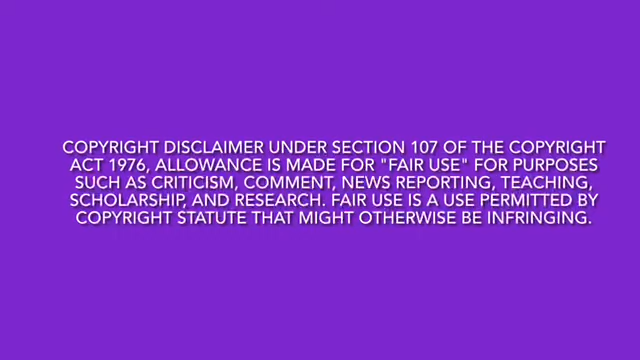 COPYRIGHT DISCLAIMER UNDER SECTION 107 OF THE COPYRIGHT
ACT 1976, ALLOWANCE IS MADE FOR "FAIR USE" FOR PURPOSES
SUCH AS CRITICISM, COMMENT, NEWS REPORTING, TEACHING,
SCHOLARSHIP, AND RESEARCH. FAIR USE IS A USE PERMITTED BY
COPYRIGHT STATUTE THAT MIGHT OTHERWISE BE INFRINGING.